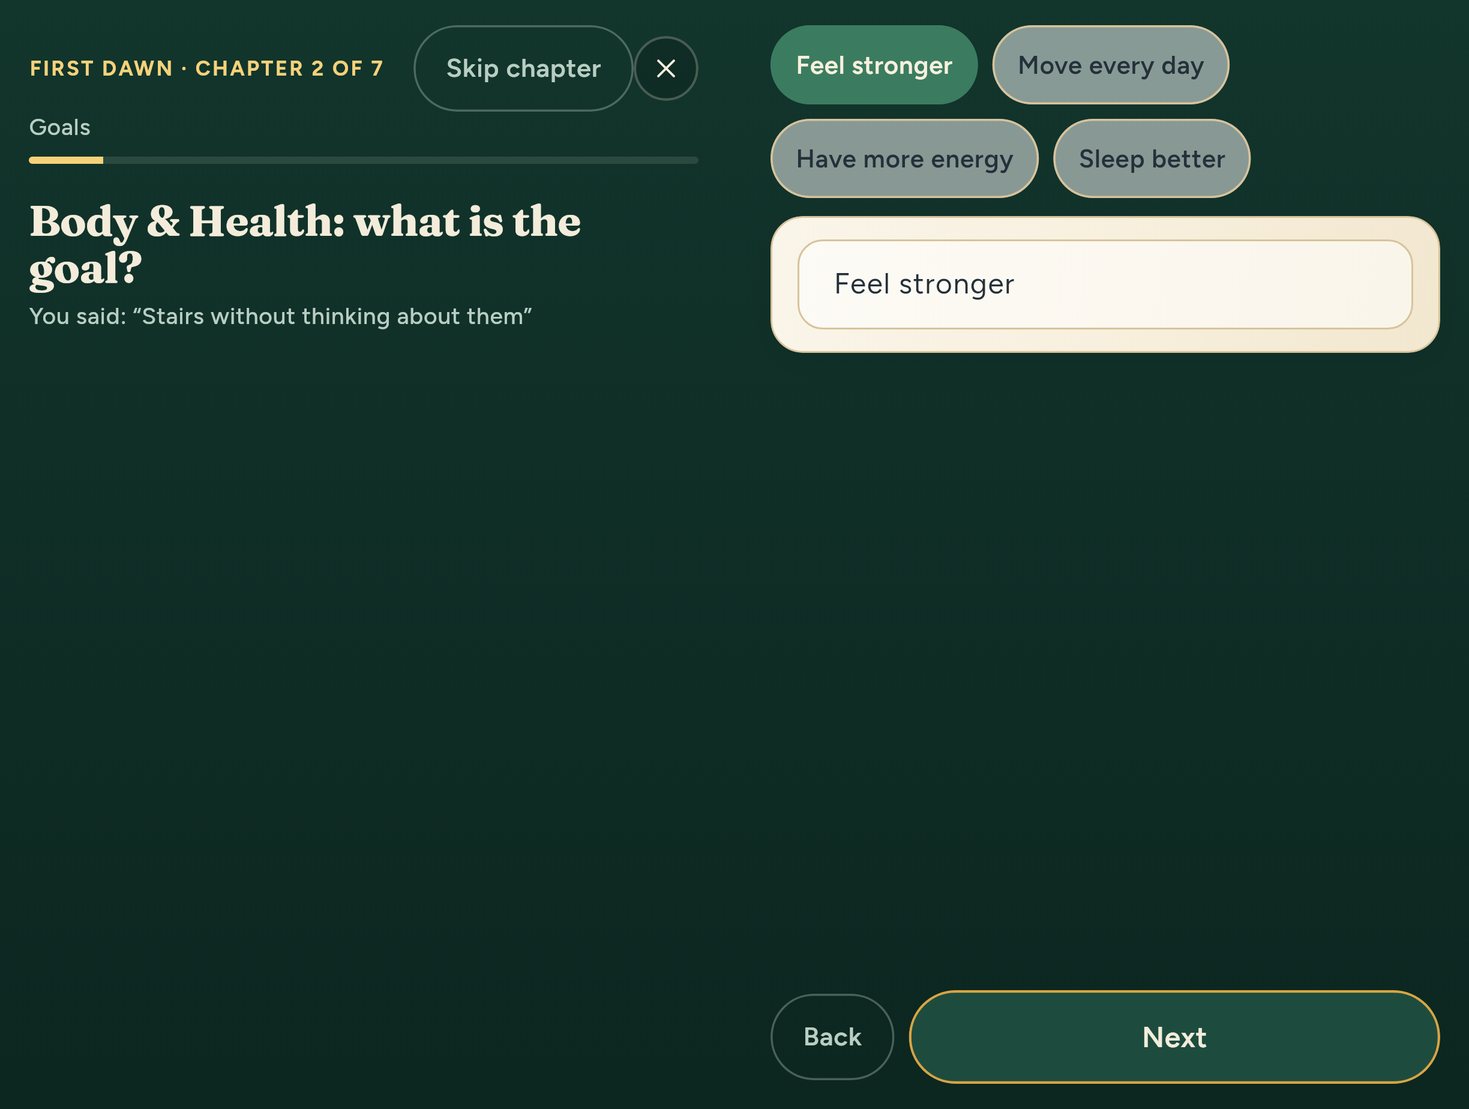 FIRST DAWN · CHAPTER 2 OF 7
Skip chapter
Goals
Body & Health: what is the
goal?
You said: “Stairs without thinking about them”
Feel stronger
Move every day
Have more energy
Sleep better
Feel stronger
Back
Next